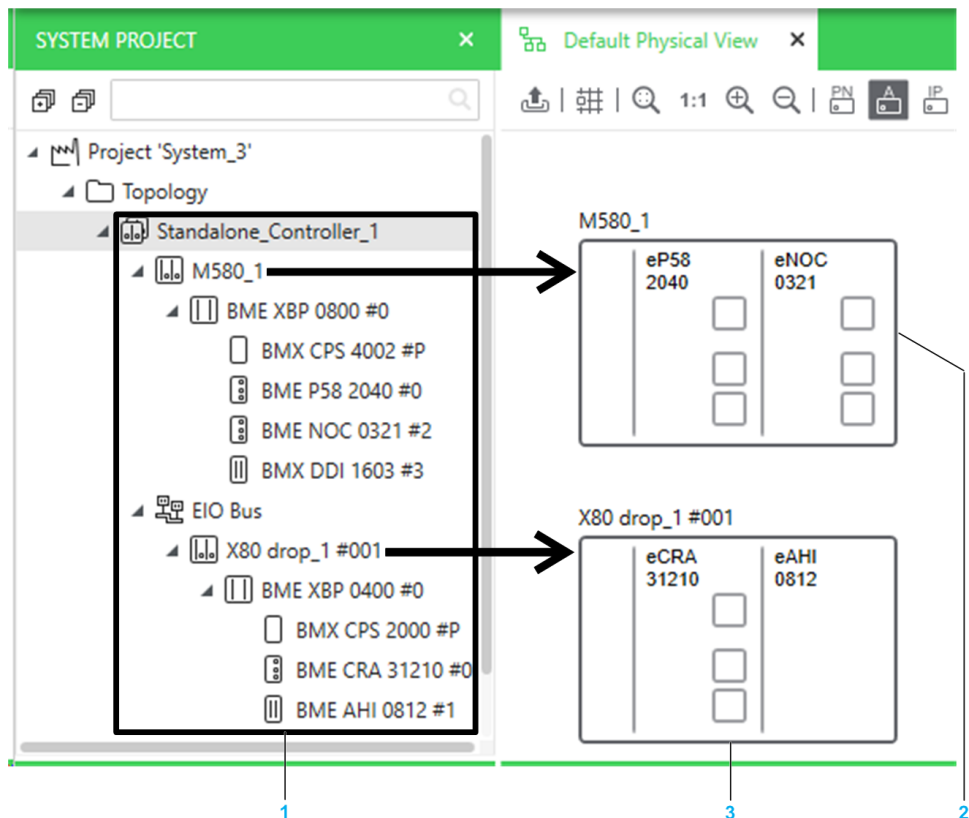 SYSTEM PROJECT
Default Physical View
1:1
PN
A
IP
Project 'System_3'
Topology
Standalone_Controller_1
M580_1
BME XBP 0800 #0
BMX CPS 4002 #P
BME P58 2040 #0
BME NOC 0321 #2
BMX DDI 1603 #3
EIO Bus
X80 drop_1 #001
BME XBP 0400 #0
BMX CPS 2000 #P
BME CRA 31210 #0
BME AHI 0812 #1
M580_1
eP58
2040
eNOC
0321
X80 drop_1 #001
eCRA
31210
eAHI
0812
1
3
2